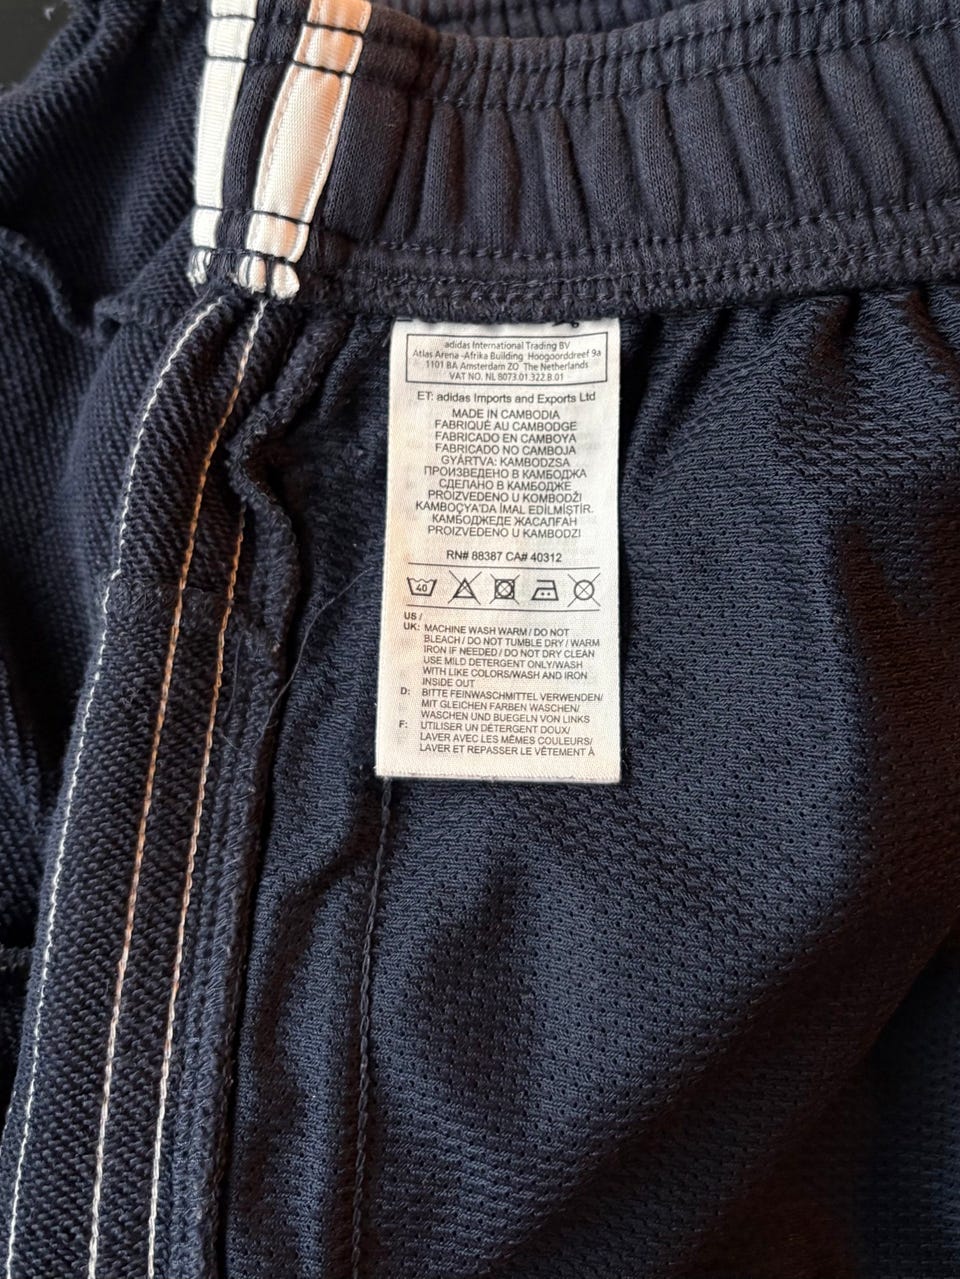 adidas International Trading BV
Atlas Arena -Afrika Building Hoogoorddreef 9a
1101 BA Amsterdam ZO The Netherlands
VAT NO. NL 8073.01.322.B.01
ET: adidas Imports and Exports Ltd
MADE IN CAMBODIA
FABRIQUÉ AU CAMBODGE
FABRICADO EN CAMBOYA
FABRICADO NO CAMBOJA
GYÁRTVA: KAMBODZSA
ПРОИЗВЕДЕНО В КАМБОДЖА
СДЕЛАНО В КАМБОДЖЕ
PROIZVEDENO U KOMBODŽI
KAMBOÇYA'DA İMAL EDİLMİŞTİR.
КАМБОДЖЕДЕ ЖАСАЛҒАН
PROIZVEDENO U KAMBODZI
RN# 88387 CA# 40312
40
US /
UK: MACHINE WASH WARM / DO NOT
BLEACH / DO NOT TUMBLE DRY / WARM
IRON IF NEEDED / DO NOT DRY CLEAN
USE MILD DETERGENT ONLY/WASH
WITH LIKE COLORS/WASH AND IRON
INSIDE OUT
D: BITTE FEINWASCHMITTEL VERWENDEN/
MIT GLEICHEN FARBEN WASCHEN/
WASCHEN UND BUEGELN VON LINKS
F: UTILISER UN DÉTERGENT DOUX/
LAVER AVEC LES MÊMES COULEURS/
LAVER ET REPASSER LE VÊTEMENT À